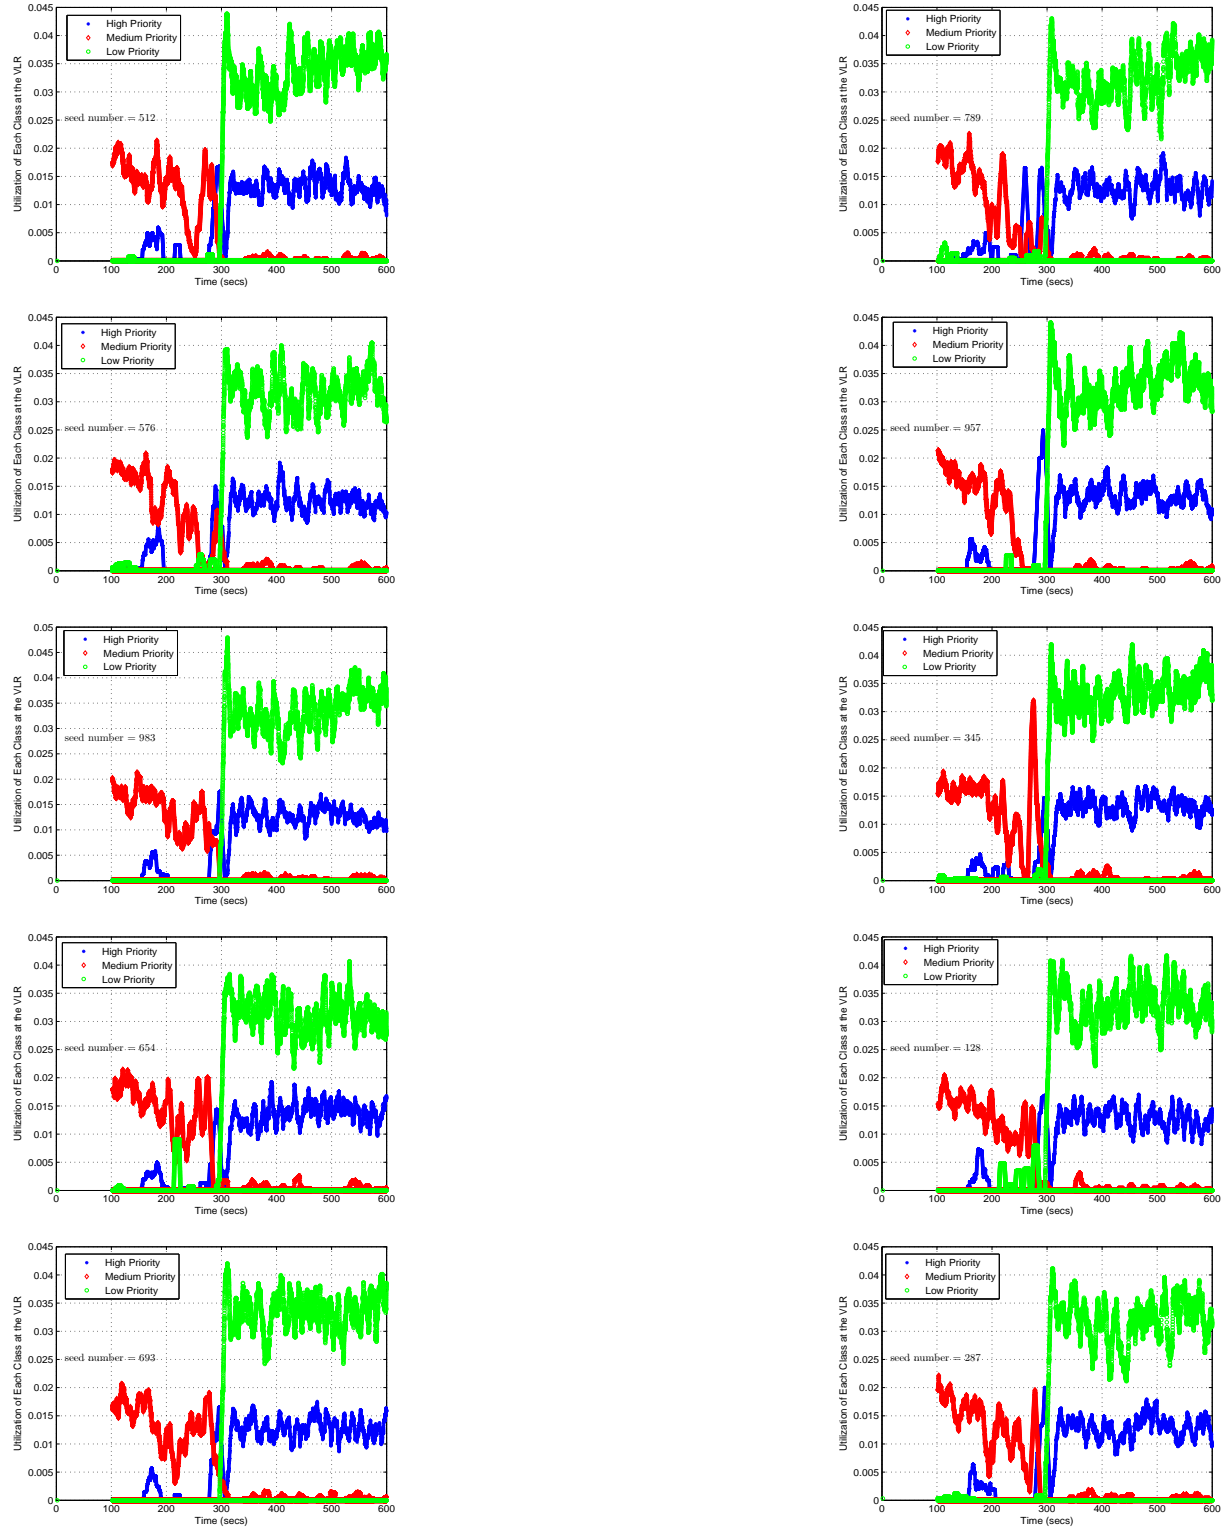 0.045
0.04
0.035
0.03
0.025
0.02
0.015
0.01
0.005
0
Utilization of Each Class at the VLR
High Priority
Medium Priority
Low Priority
seed number = 512
0 100 200 300 400 500 600
Time (secs)
0.045
0.04
0.035
0.03
0.025
0.02
0.015
0.01
0.005
0
Utilization of Each Class at the VLR
High Priority
Medium Priority
Low Priority
seed number = 789
0 100 200 300 400 500 600
Time (secs)
0.045
0.04
0.035
0.03
0.025
0.02
0.015
0.01
0.005
0
Utilization of Each Class at the VLR
High Priority
Medium Priority
Low Priority
seed number = 576
0 100 200 300 400 500 600
Time (secs)
0.045
0.04
0.035
0.03
0.025
0.02
0.015
0.01
0.005
0
Utilization of Each Class at the VLR
High Priority
Medium Priority
Low Priority
seed number = 957
0 100 200 300 400 500 600
Time (secs)
0.05
0.045
0.04
0.035
0.03
0.025
0.02
0.015
0.01
0.005
0
Utilization of Each Class at the VLR
High Priority
Medium Priority
Low Priority
seed number = 983
0 100 200 300 400 500 600
Time (secs)
0.045
0.04
0.035
0.03
0.025
0.02
0.015
0.01
0.005
0
Utilization of Each Class at the VLR
High Priority
Medium Priority
Low Priority
seed number = 345
0 100 200 300 400 500 600
Time (secs)
0.045
0.04
0.035
0.03
0.025
0.02
0.015
0.01
0.005
0
Utilization of Each Class at the VLR
High Priority
Medium Priority
Low Priority
seed number = 654
0 100 200 300 400 500 600
Time (secs)
0.045
0.04
0.035
0.03
0.025
0.02
0.015
0.01
0.005
0
Utilization of Each Class at the VLR
High Priority
Medium Priority
Low Priority
seed number = 128
0 100 200 300 400 500 600
Time (secs)
0.045
0.04
0.035
0.03
0.025
0.02
0.015
0.01
0.005
0
Utilization of Each Class at the VLR
High Priority
Medium Priority
Low Priority
seed number = 693
0 100 200 300 400 500 600
Time (secs)
0.045
0.04
0.035
0.03
0.025
0.02
0.015
0.01
0.005
0
Utilization of Each Class at the VLR
High Priority
Medium Priority
Low Priority
seed number = 287
0 100 200 300 400 500 600
Time (secs)